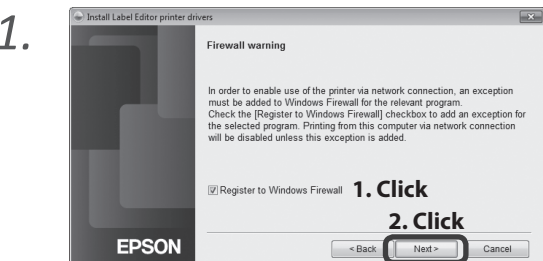 1.
Install Label Editor printer drivers
Firewall warning
In order to enable use of the printer via network connection, an exception
must be added to Windows Firewall for the relevant program.
Check the [Register to Windows Firewall] checkbox to add an exception for
the selected program. Printing from this computer via network connection
will be disabled unless this exception is added.
Register to Windows Firewall 1. Click
2. Click
EPSON < Back Next > Cancel